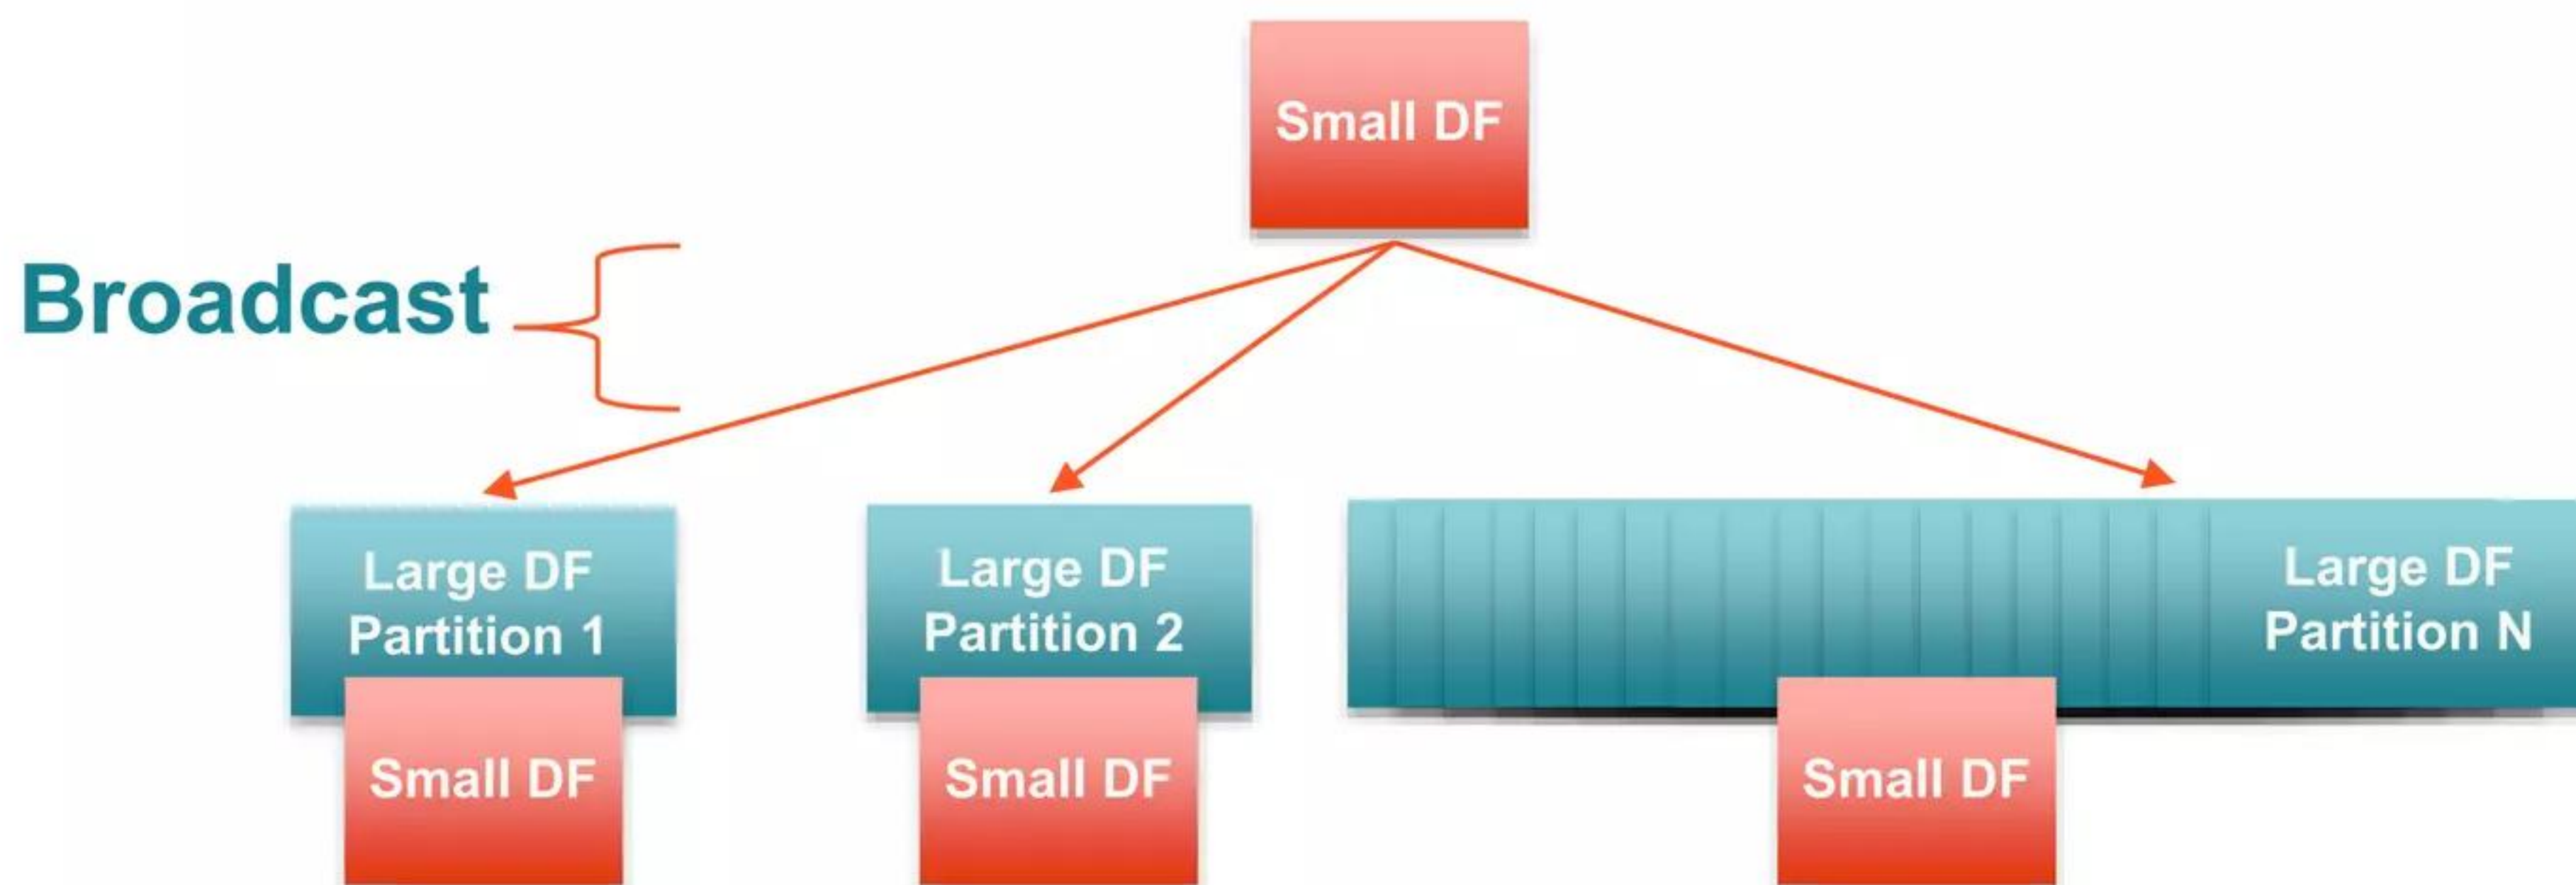 Small DF
Broadcast
Large DF
Partition 1
Large DF
Partition 2
Large DF
Partition N
Small DF
Small DF
Small DF